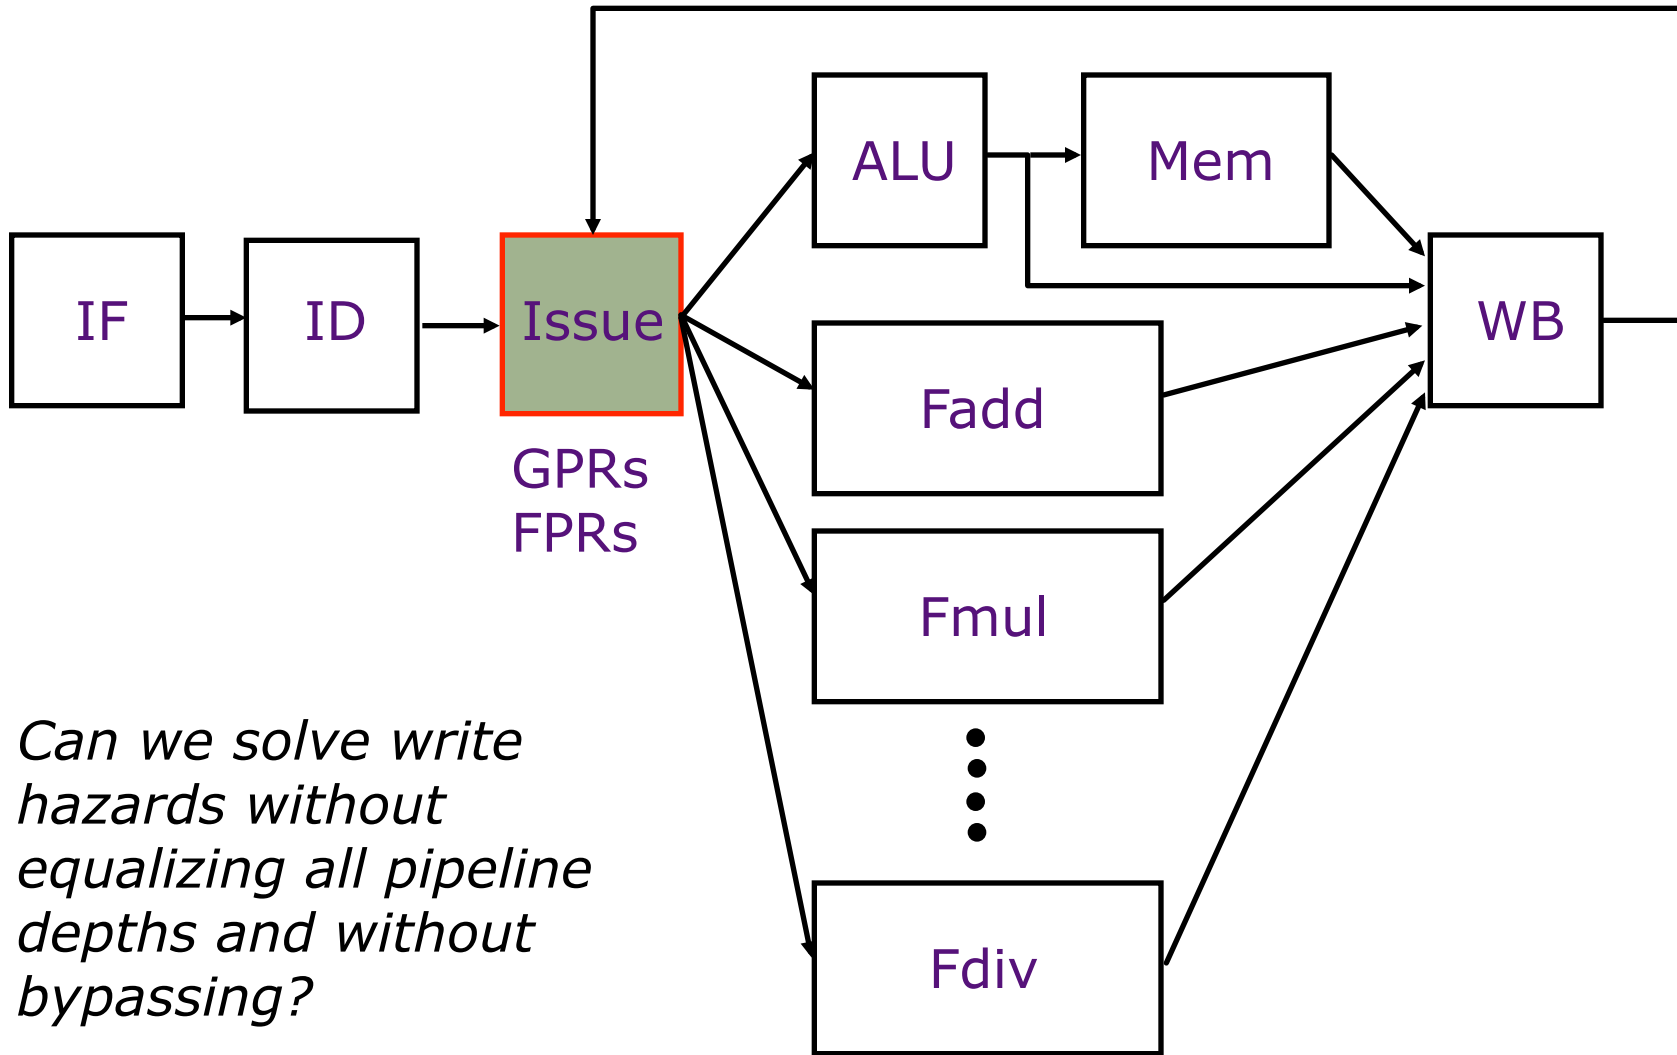 ALU
Mem
IF
ID
Issue
WB
Fadd
GPRs
FPRs
Fmul
Can we solve write
hazards without
equalizing all pipeline
depths and without
bypassing?
Fdiv